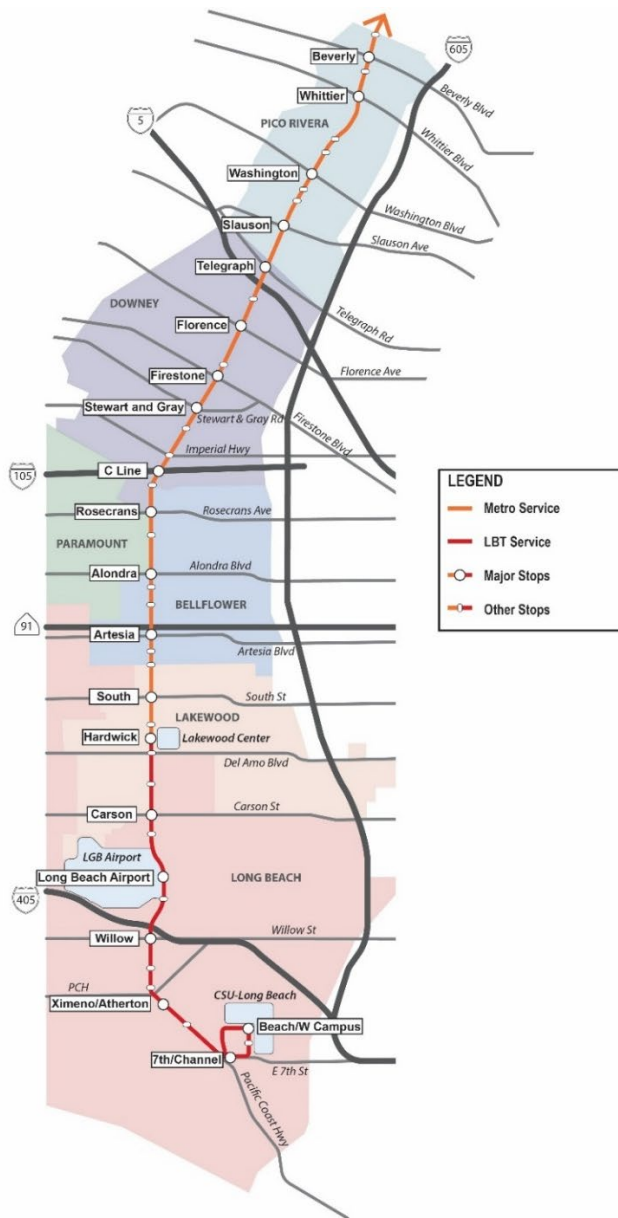 605
Beverly
Beverly Blvd
Whittier
Whittier Blvd
PICO RIVERA
5
Washington
Washington Blvd
Slauson
Slauson Ave
Telegraph
Telegraph Rd
DOWNEY
Florence
Florence Ave
Firestone
Firestone Blvd
Stewart and Gray
Stewart & Gray Rd
Imperial Hwy
C Line
105
Rosecrans
Rosecrans Ave
PARAMOUNT
Alondra
Alondra Blvd
BELLFLOWER
91
Artesia
Artesia Blvd
South
South St
LAKEWOOD
Hardwick
Lakewood Center
Del Amo Blvd
Carson
Carson St
LGB Airport
Long Beach Airport
LONG BEACH
405
Willow
Willow St
PCH
Ximeno/Atherton
CSU-Long Beach
Beach/W Campus
7th/Channel
E 7th St
Pacific Coast Hwy
LEGEND
Metro Service
LBT Service
Major Stops
Other Stops